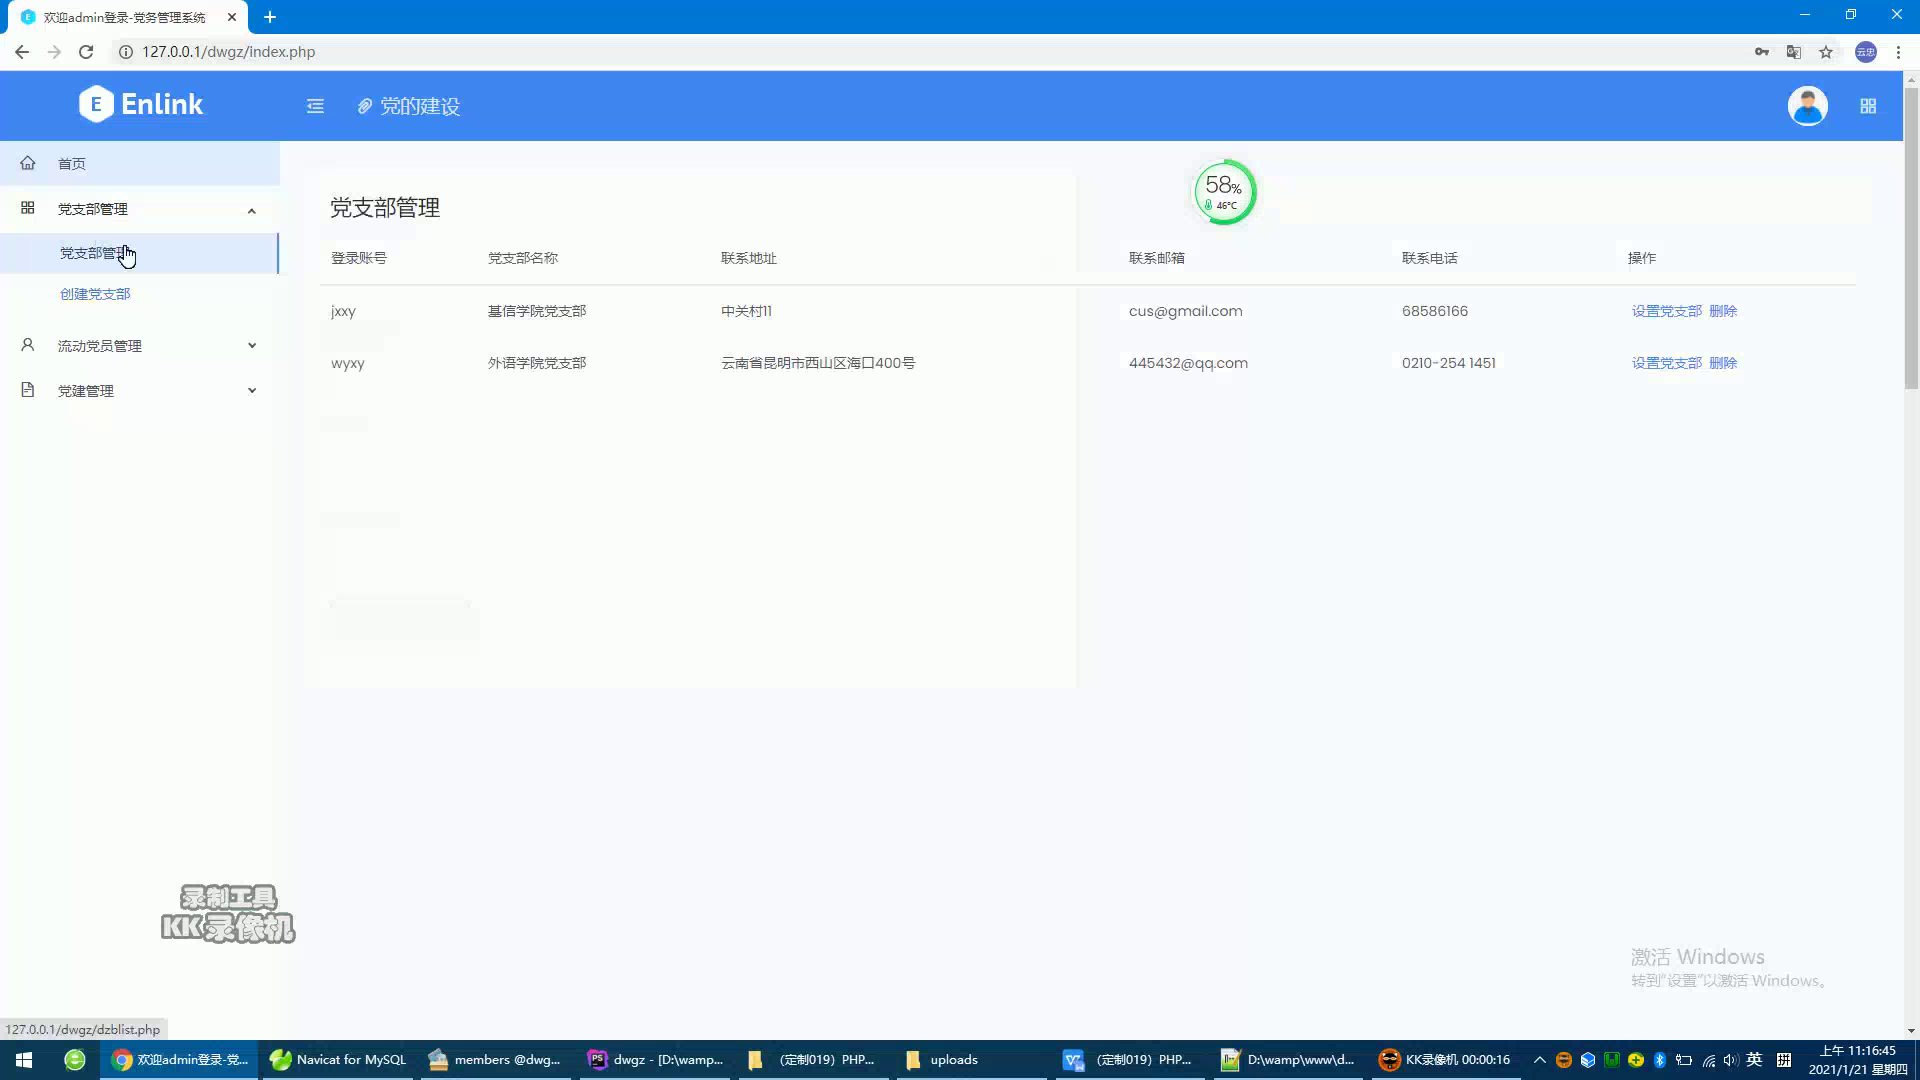 欢迎admin登录-党务管理系统
127.0.0.1/dwgz/index.php
云忠
E Enlink
党的建设
首页
党支部管理
党支部管理
创建党支部
流动党员管理
党建管理
58%
46°C
党支部管理
登录账号 党支部名称 联系地址 联系邮箱 联系电话 操作
jxxy 基信学院党支部 中关村11 cus@gmail.com 68586166 设置党支部 删除
wyxy 外语学院党支部 云南省昆明市西山区海口400号 445432@qq.com 0210-254 1451 设置党支部 删除
录制工具
KK录像机
激活 Windows
转到“设置”以激活 Windows。
127.0.0.1/dwgz/dzblist.php
欢迎admin登录-党... Navicat for MySQL members @dwg... dwgz - [D:\wamp... （定制019）PHP... uploads （定制019）PHP... D:\wamp\www\d... KK录像机 00:00:16 英 拼
上午 11:16:45
2021/1/21 星期四